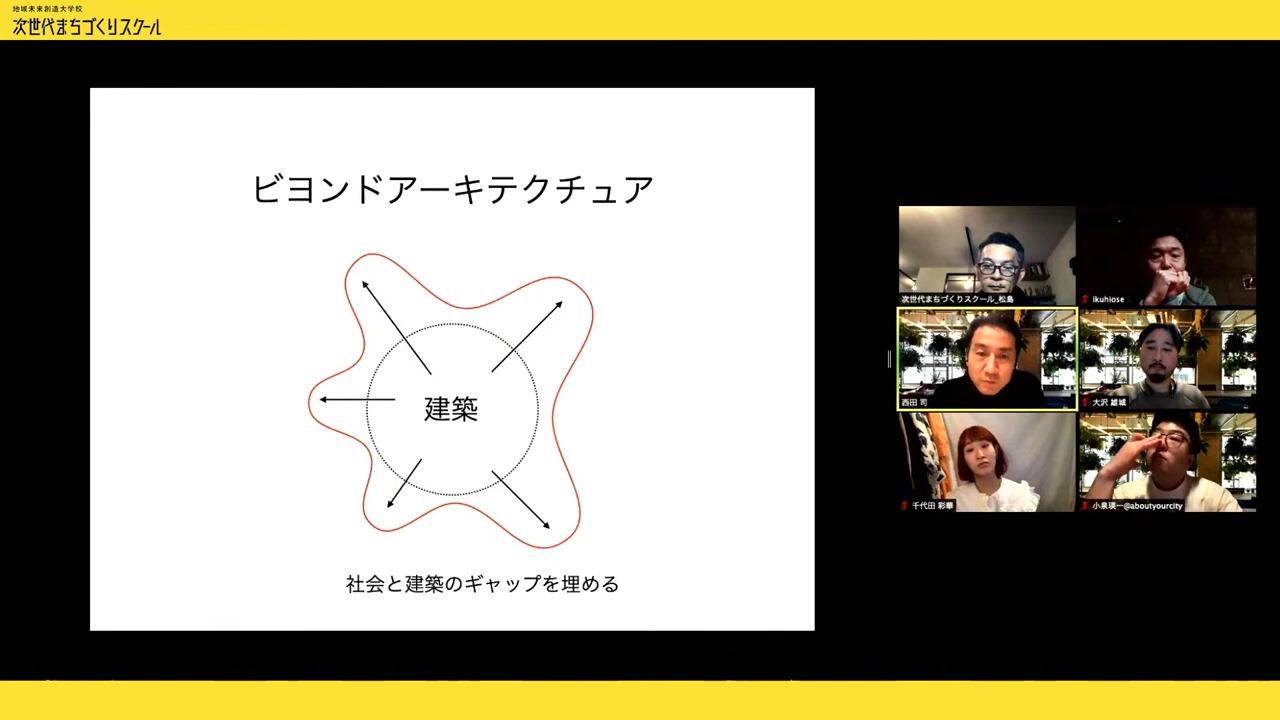 地域未来創造大学校
次世代まちづくりスクール
ビヨンドアーキテクチュア
建築
社会と建築のギャップを埋める
次世代まちづくりスクール_松島
ikuhiose
西田 司
大沢 雄城
千代田 彩華
小泉瑛一@aboutyourcity